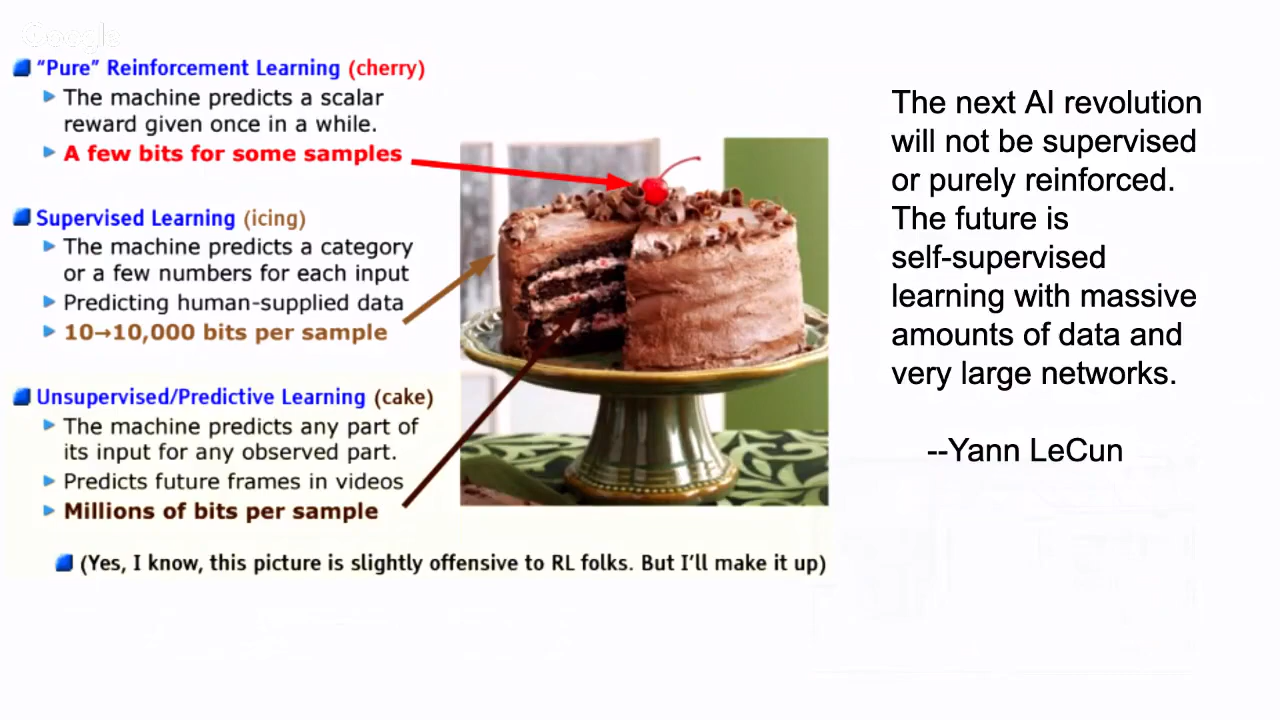 Google
“Pure” Reinforcement Learning (cherry)
The machine predicts a scalar
reward given once in a while.
A few bits for some samples
Supervised Learning (icing)
The machine predicts a category
or a few numbers for each input
Predicting human-supplied data
10→10,000 bits per sample
Unsupervised/Predictive Learning (cake)
The machine predicts any part of
its input for any observed part.
Predicts future frames in videos
Millions of bits per sample
(Yes, I know, this picture is slightly offensive to RL folks. But I’ll make it up)
The next AI revolution
will not be supervised
or purely reinforced.
The future is
self-supervised
learning with massive
amounts of data and
very large networks.
--Yann LeCun